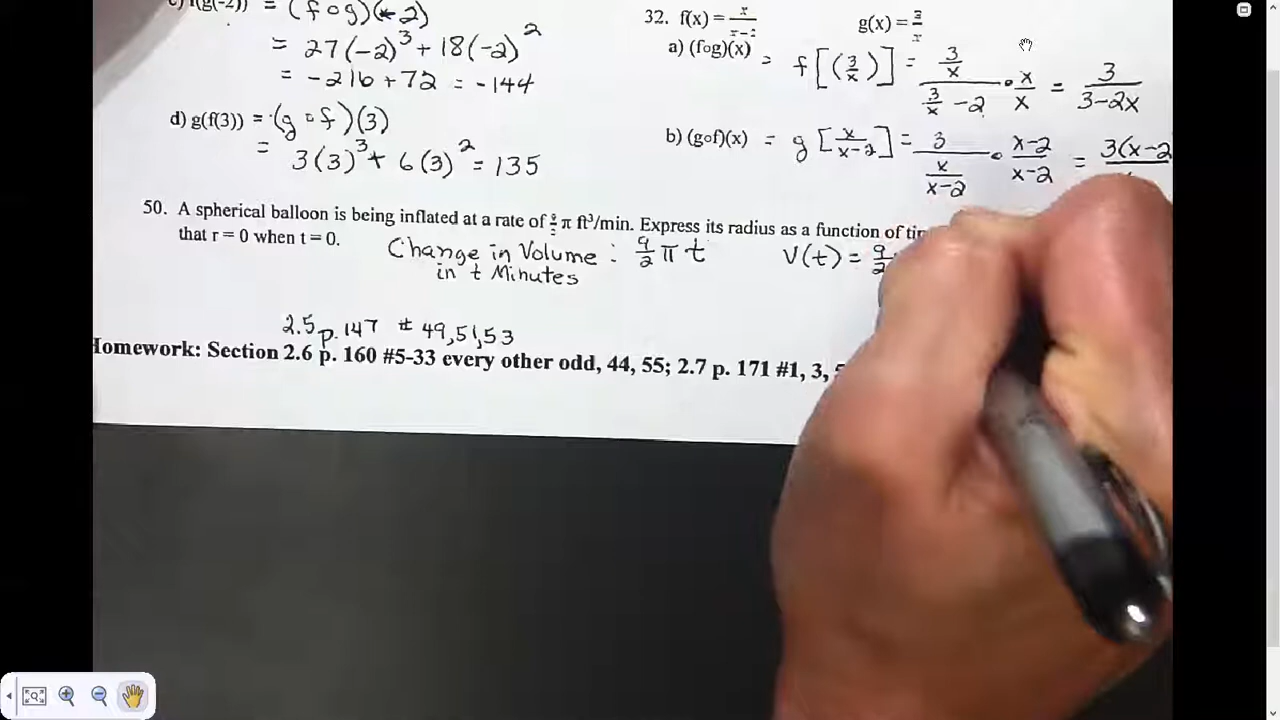 = (f∘g)(-2)
= 27(-2)³ + 18(-2)²
= -216 + 72 = -144
d) g(f(3)) = (g∘f)(3)
= 3(3)³ + 6(3)² = 135
32. f(x) = x/x-2 g(x) = 3/x
a) (fog)(x) = f[(3/x)] = 3/x / 3/x - 2 · x/x = 3 / 3-2x
b) (gof)(x) = g[x/x-2] = 3 / x/x-2 · x-2/x-2 = 3(x-2
50. A spherical balloon is being inflated at a rate of 9/2 π ft³/min. Express its radius as a function of
that r = 0 when t = 0. Change in Volume : 9/2 π t V(t) = 9/2
in t Minutes
2.5 p. 147 # 49,51,53
Homework: Section 2.6 p. 160 #5-33 every other odd, 44, 55; 2.7 p. 171 #1, 3,